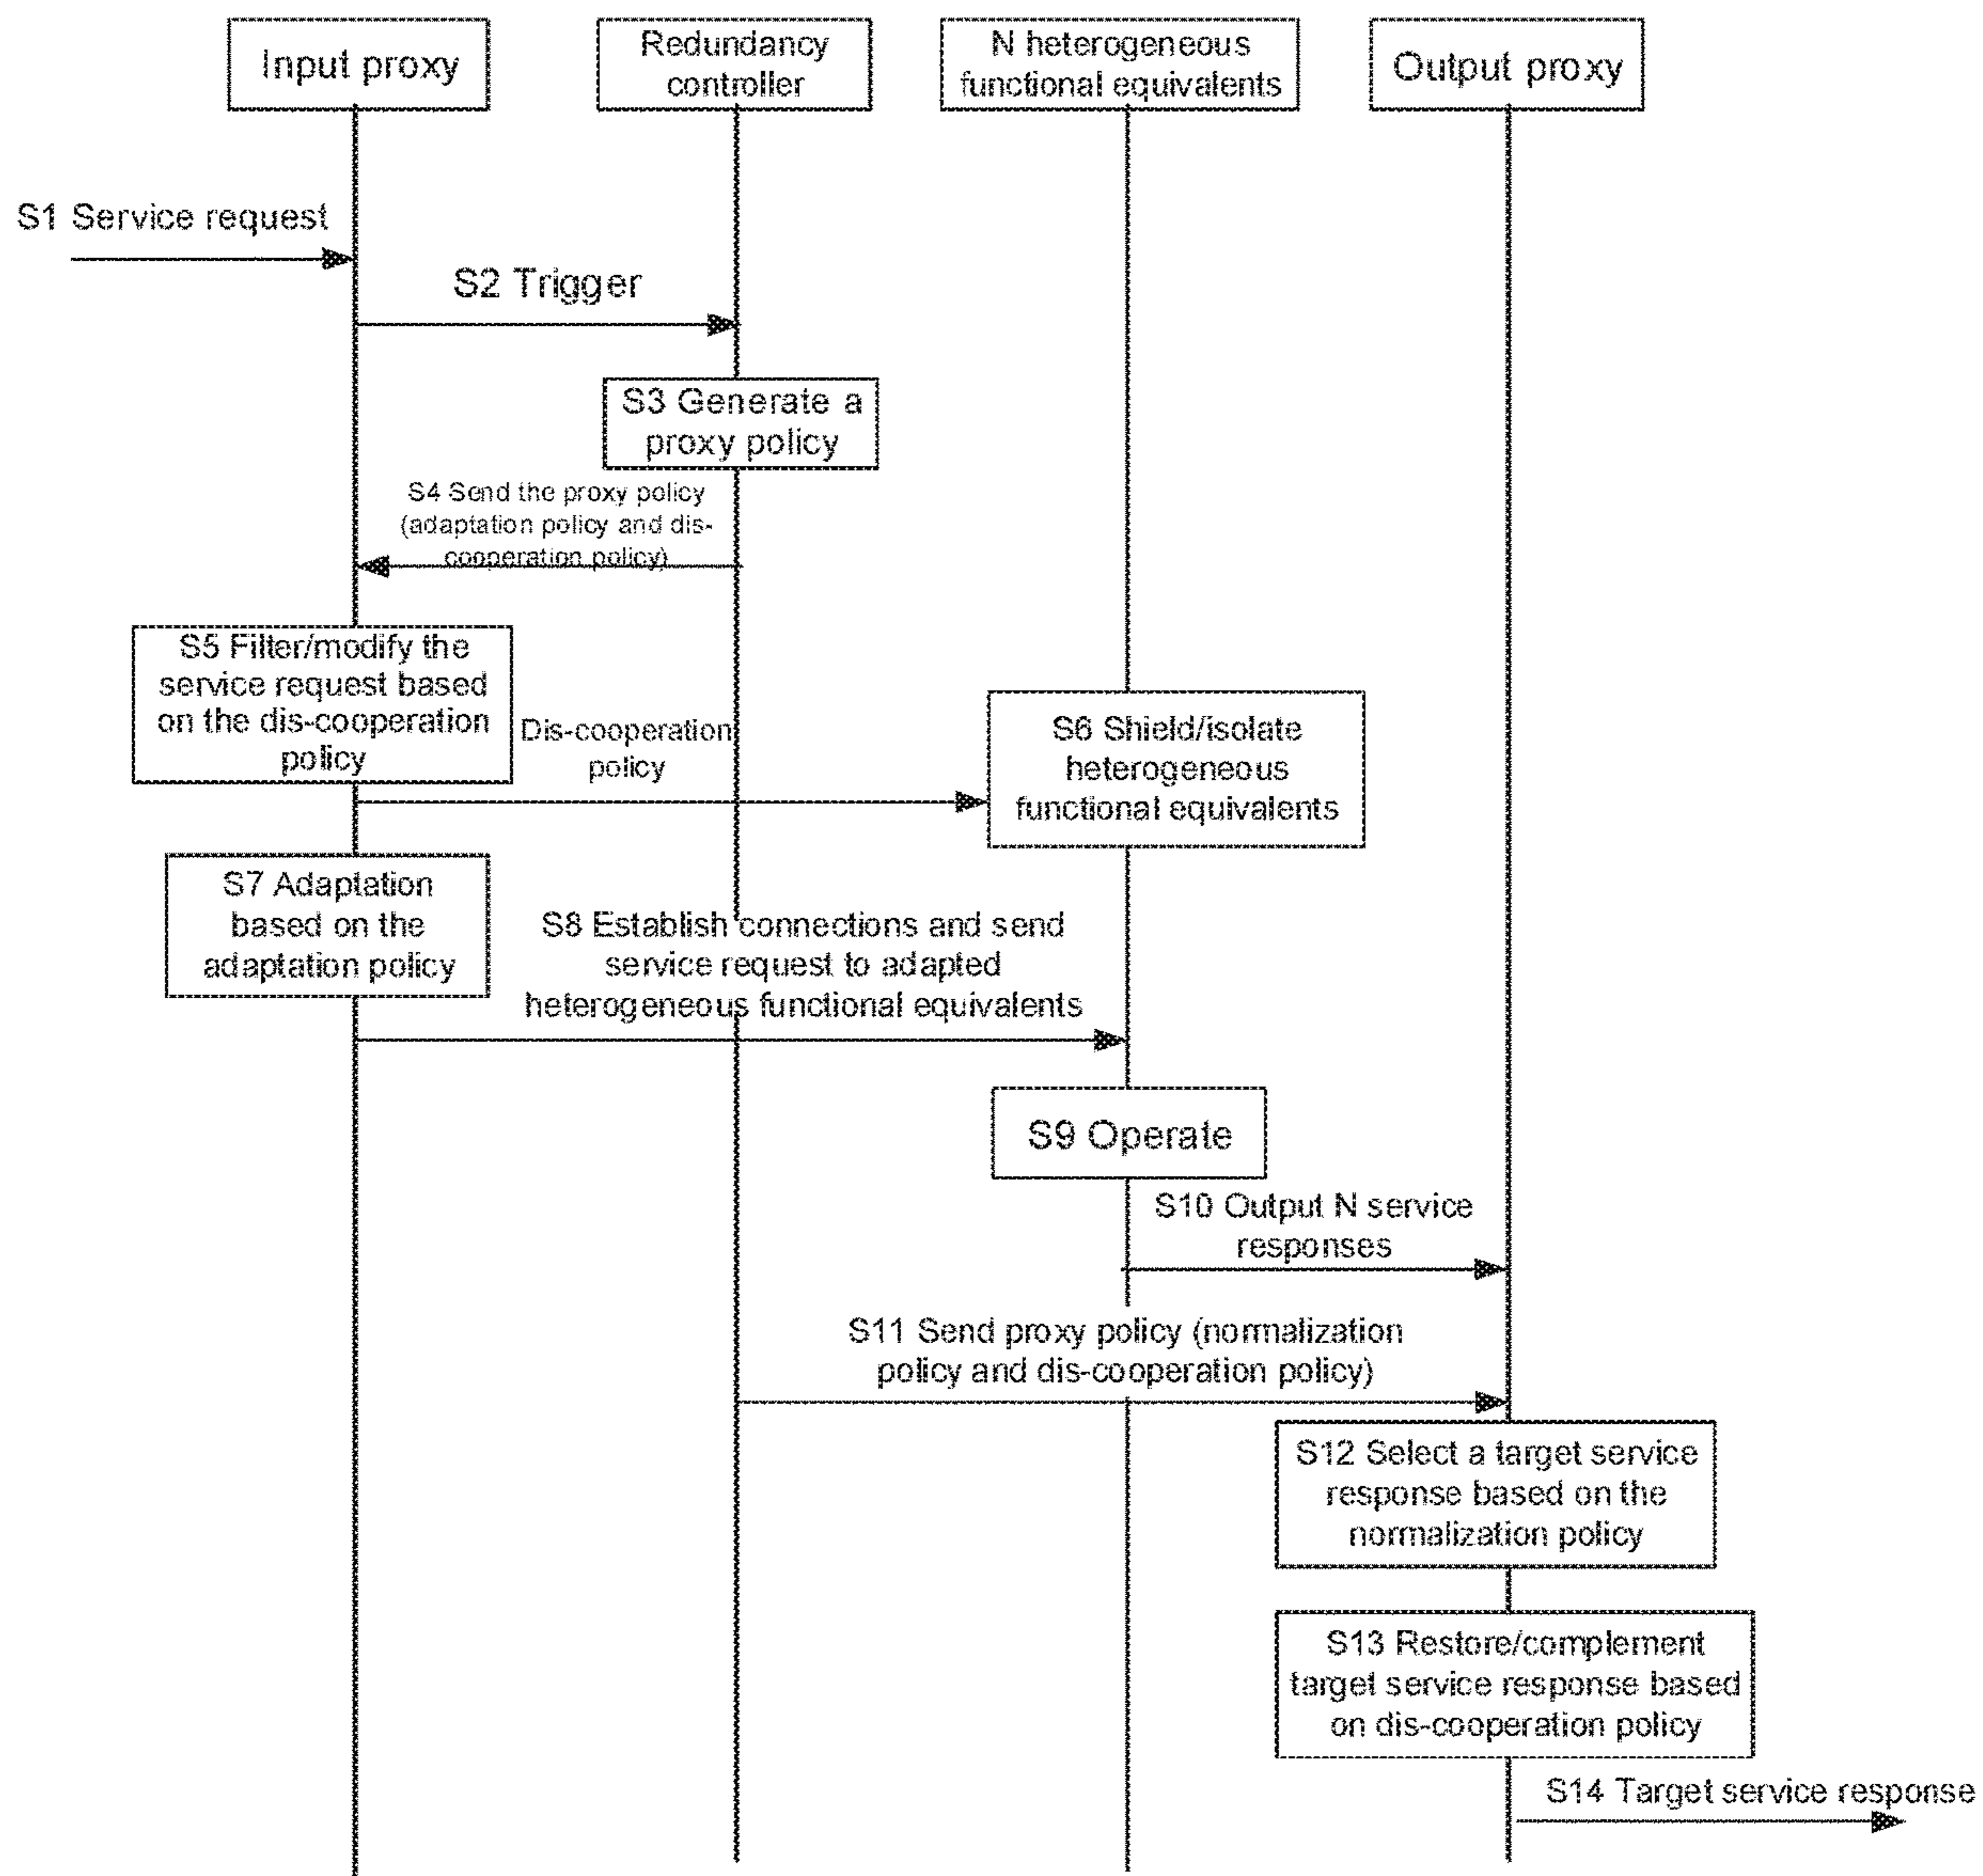 Input proxy
Redundancy
controller
N heterogeneous
functional equivalents
Output proxy
S1 Service request
S2 Trigger
S3 Generate a
proxy policy
S4 Send the proxy policy
(adaptation policy and dis-
cooperation policy)
S5 Filter/modify the
service request based
on the dis-cooperation
policy
Dis-cooperation
policy
S6 Shield/isolate
heterogeneous
functional equivalents
S7 Adaptation
based on the
adaptation policy
S8 Establish connections and send
service request to adapted
heterogeneous functional equivalents
S9 Operate
S10 Output N service
responses
S11 Send proxy policy (normalization
policy and dis-cooperation policy)
S12 Select a target service
response based on the
normalization policy
S13 Restore/complement
target service response based
on dis-cooperation policy
S14 Target service response